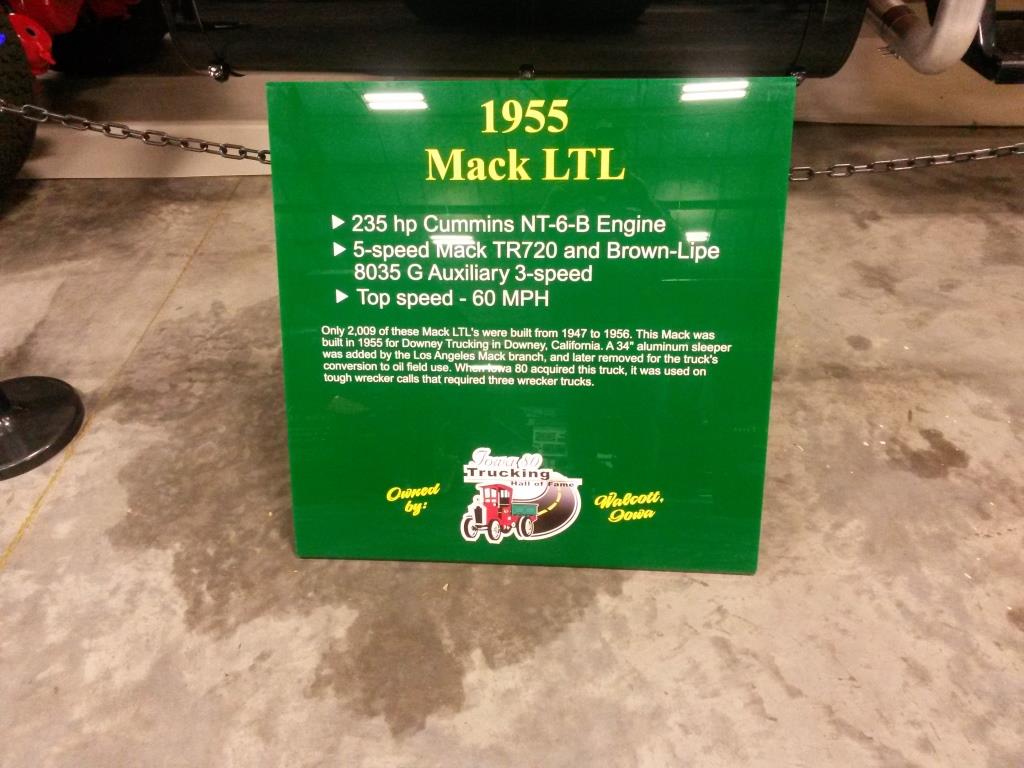 1955
Mack LTL
► 235 hp Cummins NT-6-B Engine
► 5-speed Mack TR720 and Brown-Lipe
8035 G Auxiliary 3-speed
► Top speed - 60 MPH
Only 2,009 of these Mack LTL's were built from 1947 to 1956. This Mack was
built in 1955 for Downey Trucking in Downey, California. A 34" aluminum sleeper
was added by the Los Angeles Mack branch, and later removed for the truck's
conversion to oil field use. When Iowa 80 acquired this truck, it was used on
tough wrecker calls that required three wrecker trucks.
Iowa 80
Trucking
Hall of Fame
Owned
by:
Walcott,
Iowa